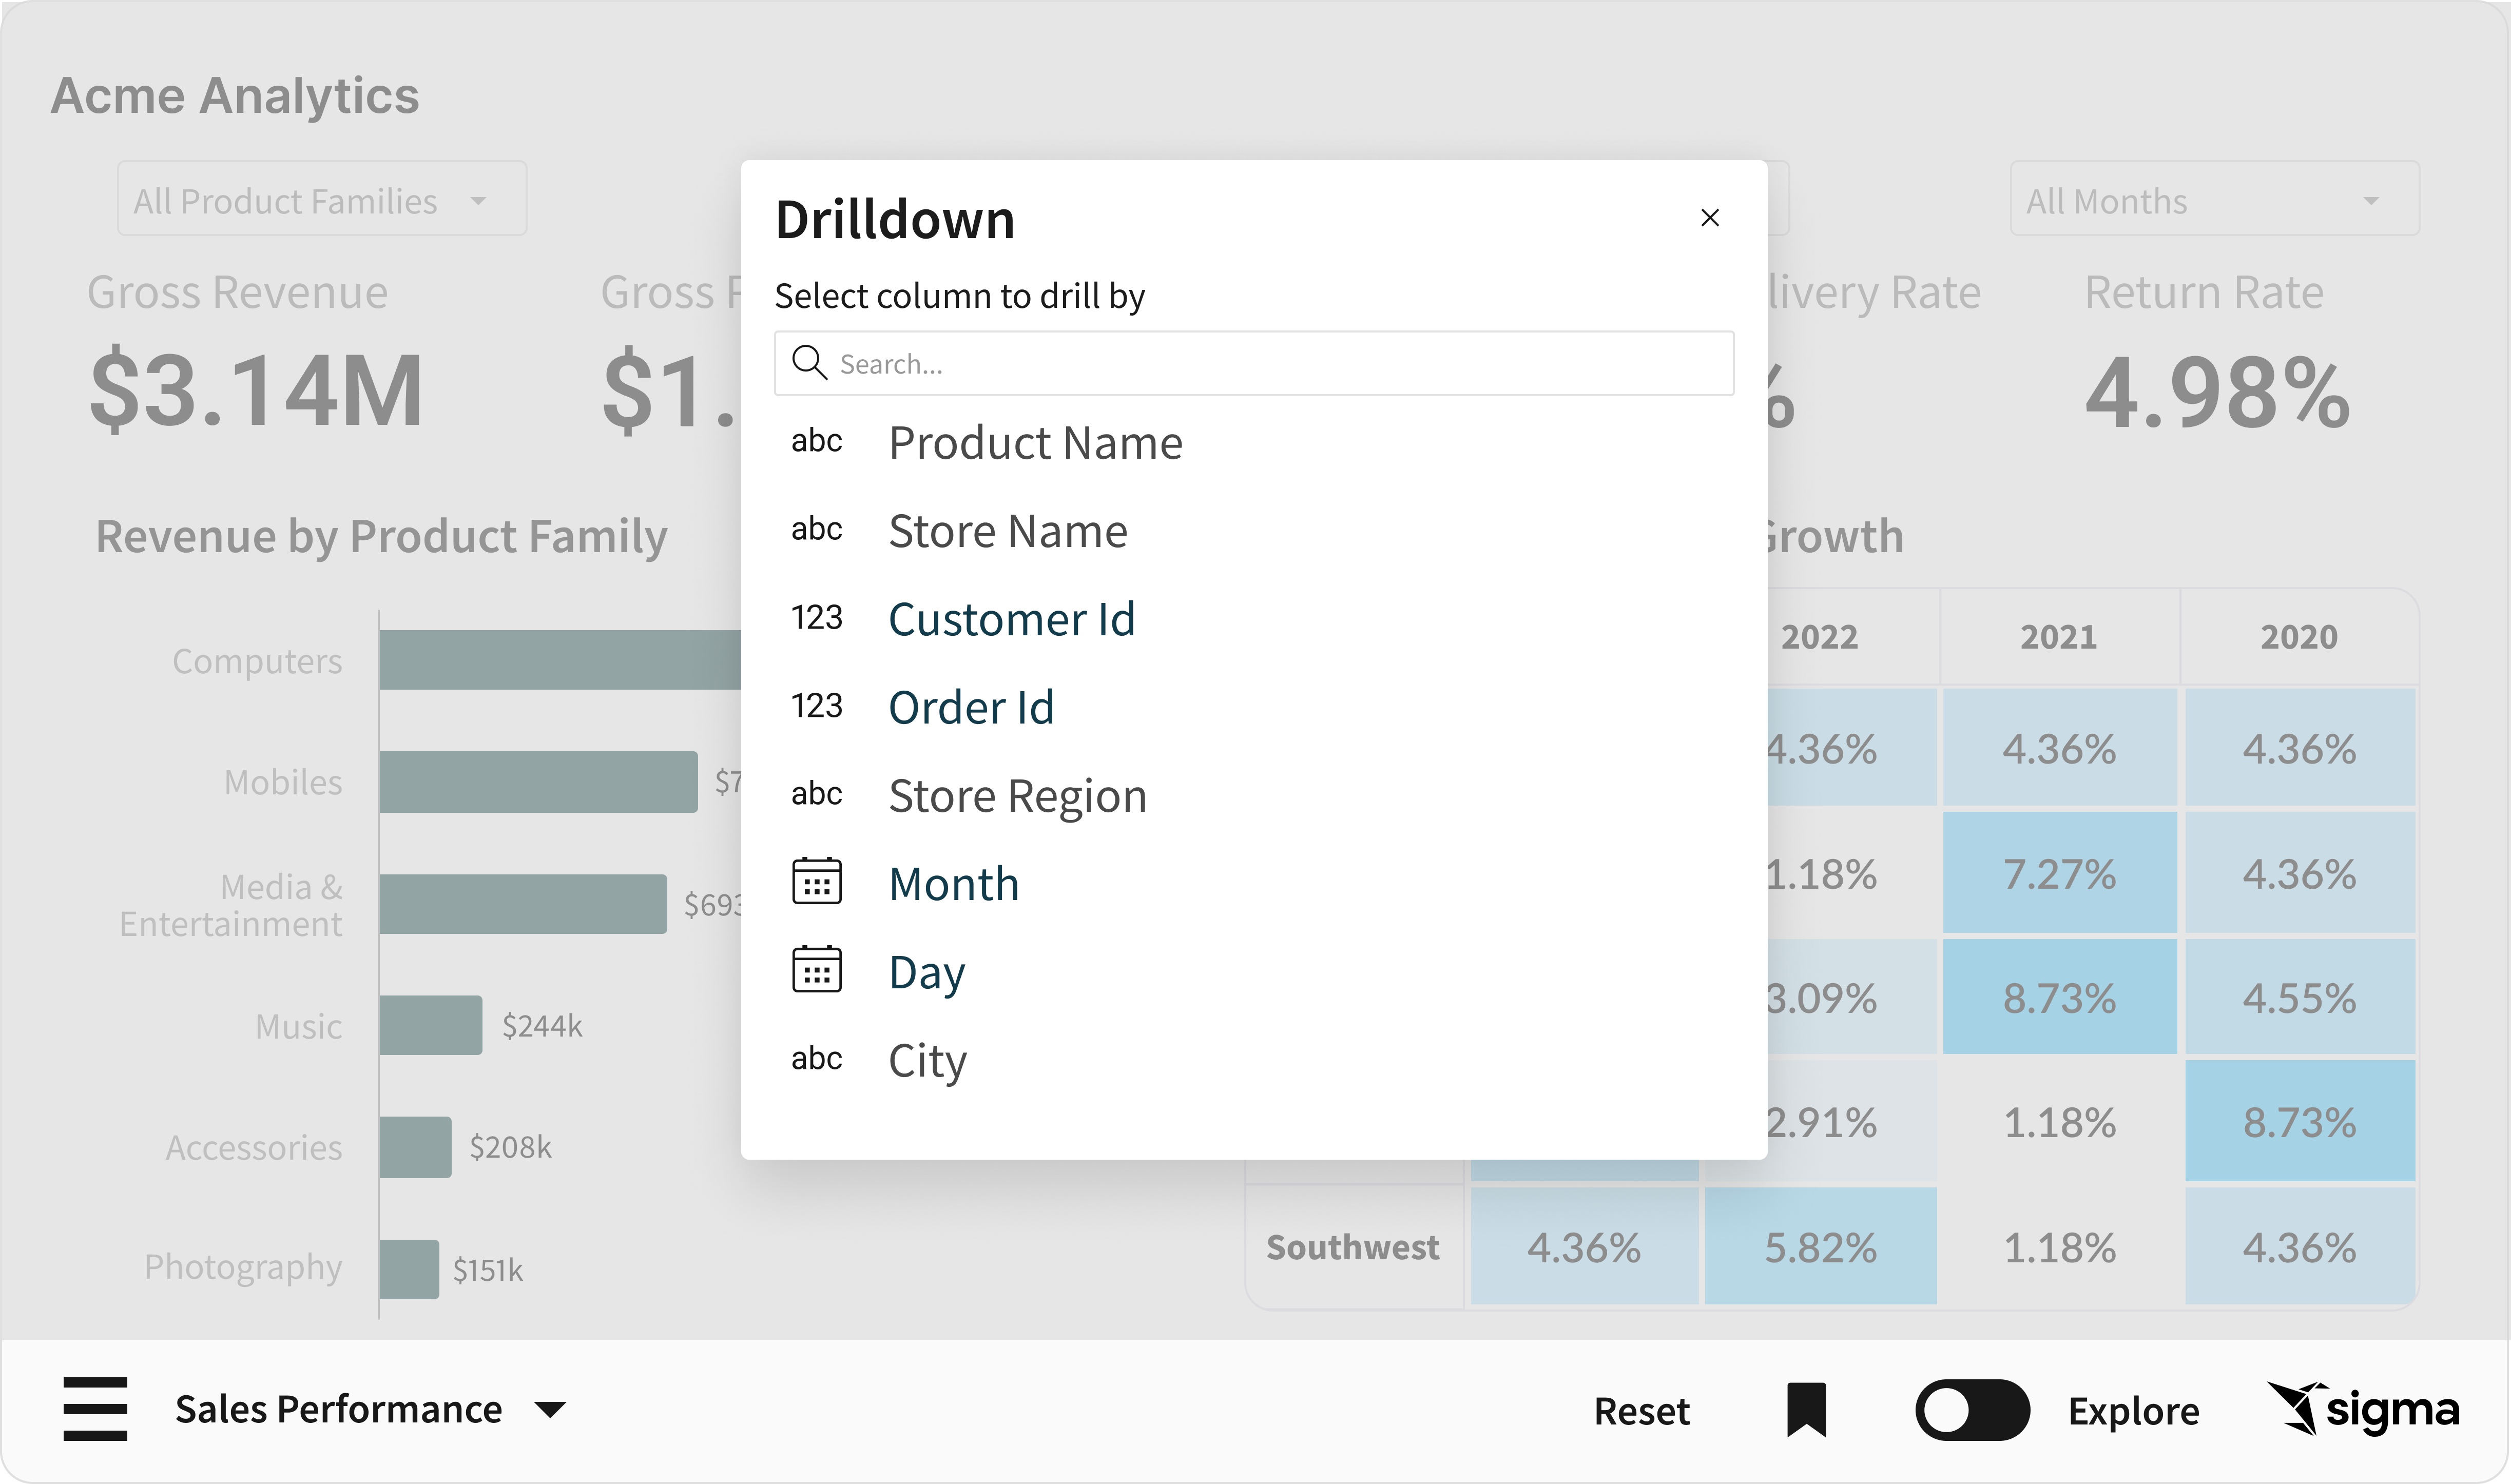 Acme Analytics
All Product Families
All Months
Gross Revenue
Gross
Rate
Return Rate
$3.14M
$1.
%
4.98%
Revenue by Product Family
Growth
Computers
Mobiles
$7
Media &
Entertainment
$693
Music
$244k
Accessories
$208k
Photography
$151k
Drilldown
Select column to drill by
Search...
abc Product Name
abc Store Name
123 Customer Id
123 Order Id
abc Store Region
Month
Day
abc City
2022 2021 2020
4.36% 4.36% 4.36%
1.18% 7.27% 4.36%
3.09% 8.73% 4.55%
2.91% 1.18% 8.73%
Southwest 4.36% 5.82% 1.18% 4.36%
Sales Performance
Reset
Explore
sigma